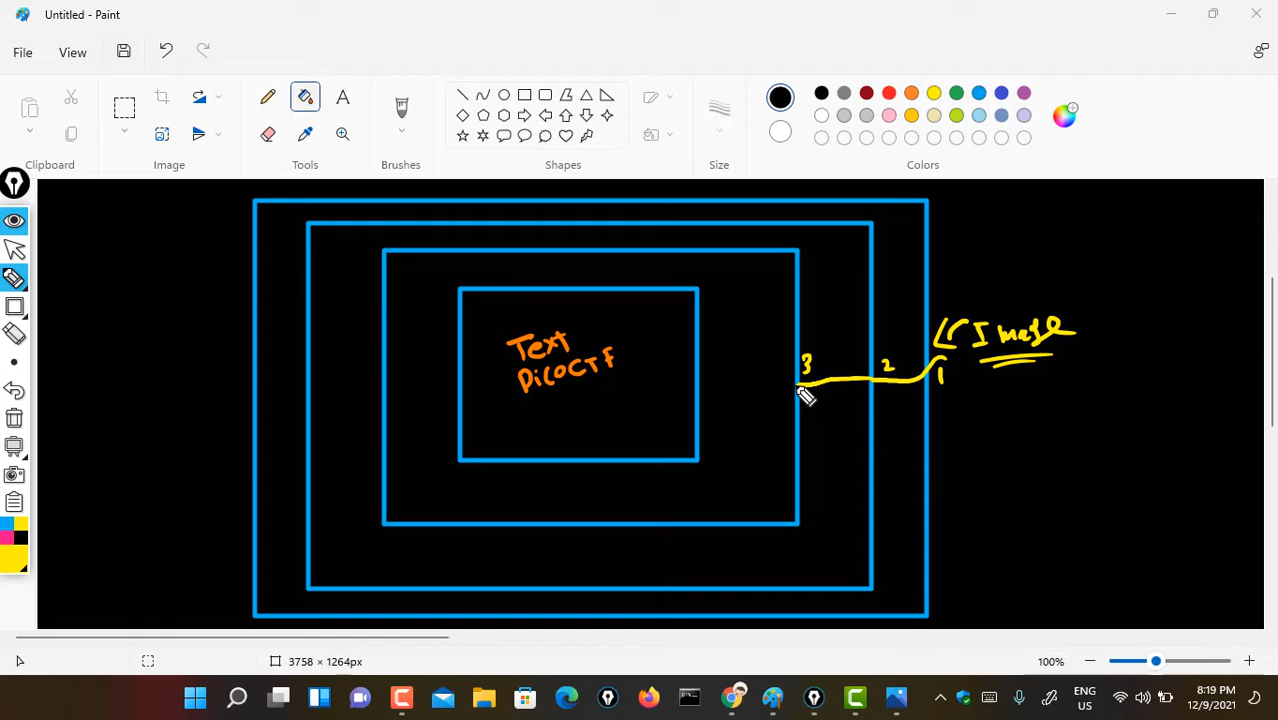 Untitled - Paint
File
View
Clipboard
Image
Tools
Brushes
Shapes
Size
Colors
A
Text
PicoCTF
Image
3
2
1
3758 × 1264px
100%
ENG
US
8:19 PM
12/9/2021